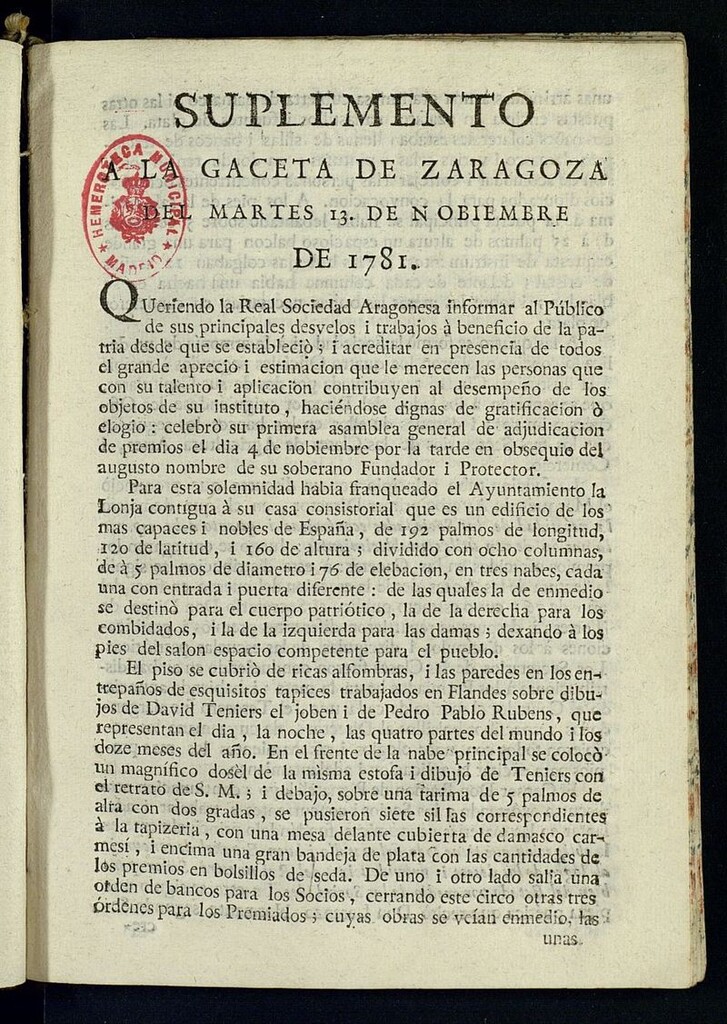 SUPLEMENTO
A LA GACETA DE ZARAGOZA
DEL MARTES 13. DE NOBIEMBRE
DE 1781.
HEMEROTECA MUNICIPAL
★ MADRID ★
QUeriendo la Real Sociedad Aragonesa informar al Público
de sus principales desvelos i trabajos à beneficio de la pa-
tria desde que se estableciò ; i acreditar en presencia de todos
el grande aprecio i estimacion que le merecen las personas que
con su talento i aplicacion contribuyen al desempeño de los
objetos de su instituto, haciéndose dignas de gratificacion ò
elogio : celebrò su primera asamblea general de adjudicacion
de premios el dia 4 de nobiembre por la tarde en obsequio del
augusto nombre de su soberano Fundador i Protector.
Para esta solemnidad habia franqueado el Ayuntamiento la
Lonja contigua à su casa consistorial que es un edificio de los
mas capaces i nobles de España, de 192 palmos de longitud,
120 de latitud, i 160 de altura ; dividido con ocho columnas,
de à 5 palmos de diametro i 76 de elebacion, en tres nabes, cada
una con entrada i puerta diferente : de las quales la de enmedio
se destinò para el cuerpo patriótico, la de la derecha para los
combidados, i la de la izquierda para las damas ; dexando à los
pies del salon espacio competente para el pueblo.
El piso se cubriò de ricas alfombras, i las paredes en los en-
trepaños de esquisitos tapices trabajados en Flandes sobre dibu-
jos de David Teniers el joben i de Pedro Pablo Rubens, que
representan el dia, la noche, las quatro partes del mundo i los
doze meses del año. En el frente de la nabe principal se colocò
un magnífico dosèl de la misma estofa i dibujo de Teniers con
el retrato de S. M. ; i debajo, sobre una tarima de 5 palmos de
alta con dos gradas, se pusieron siete sillas correspondientes
à la tapizeria, con una mesa delante cubierta de damasco car-
mesí, i encima una gran bandeja de plata con las cantidades de
los premios en bolsillos de seda. De uno i otro lado salia una
orden de bancos para los Socios, cerrando este circo otras tres
órdenes para los Premiados ; cuyas obras se veían enmedio, las
unas